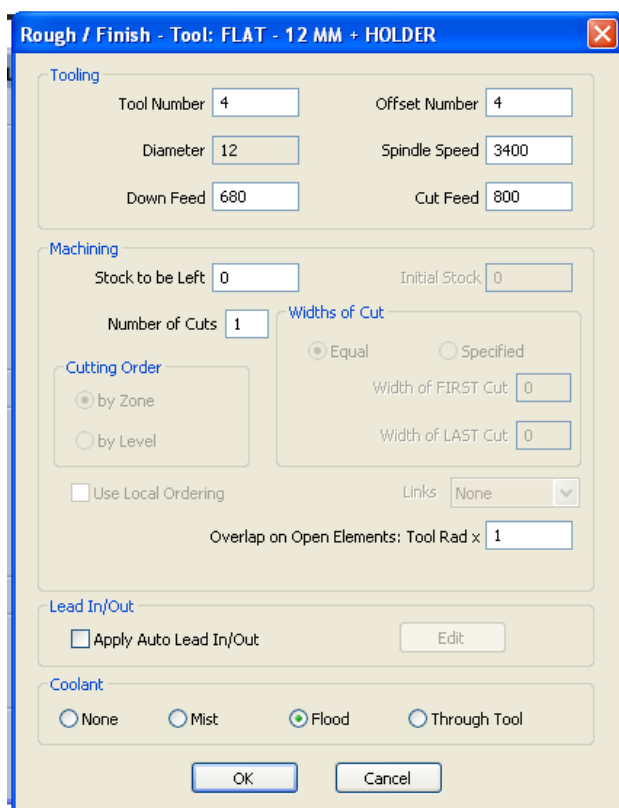 Rough / Finish - Tool: FLAT - 12 MM + HOLDER
Tooling
Tool Number 4 Offset Number 4
Diameter 12 Spindle Speed 3400
Down Feed 680 Cut Feed 800
Machining
Stock to be Left 0 Initial Stock 0
Number of Cuts 1
Widths of Cut
Equal Specified
Cutting Order
Width of FIRST Cut 0
by Zone
Width of LAST Cut 0
by Level
Use Local Ordering Links None
Overlap on Open Elements: Tool Rad x 1
Lead In/Out
Apply Auto Lead In/Out Edit
Coolant
None Mist Flood Through Tool
OK Cancel